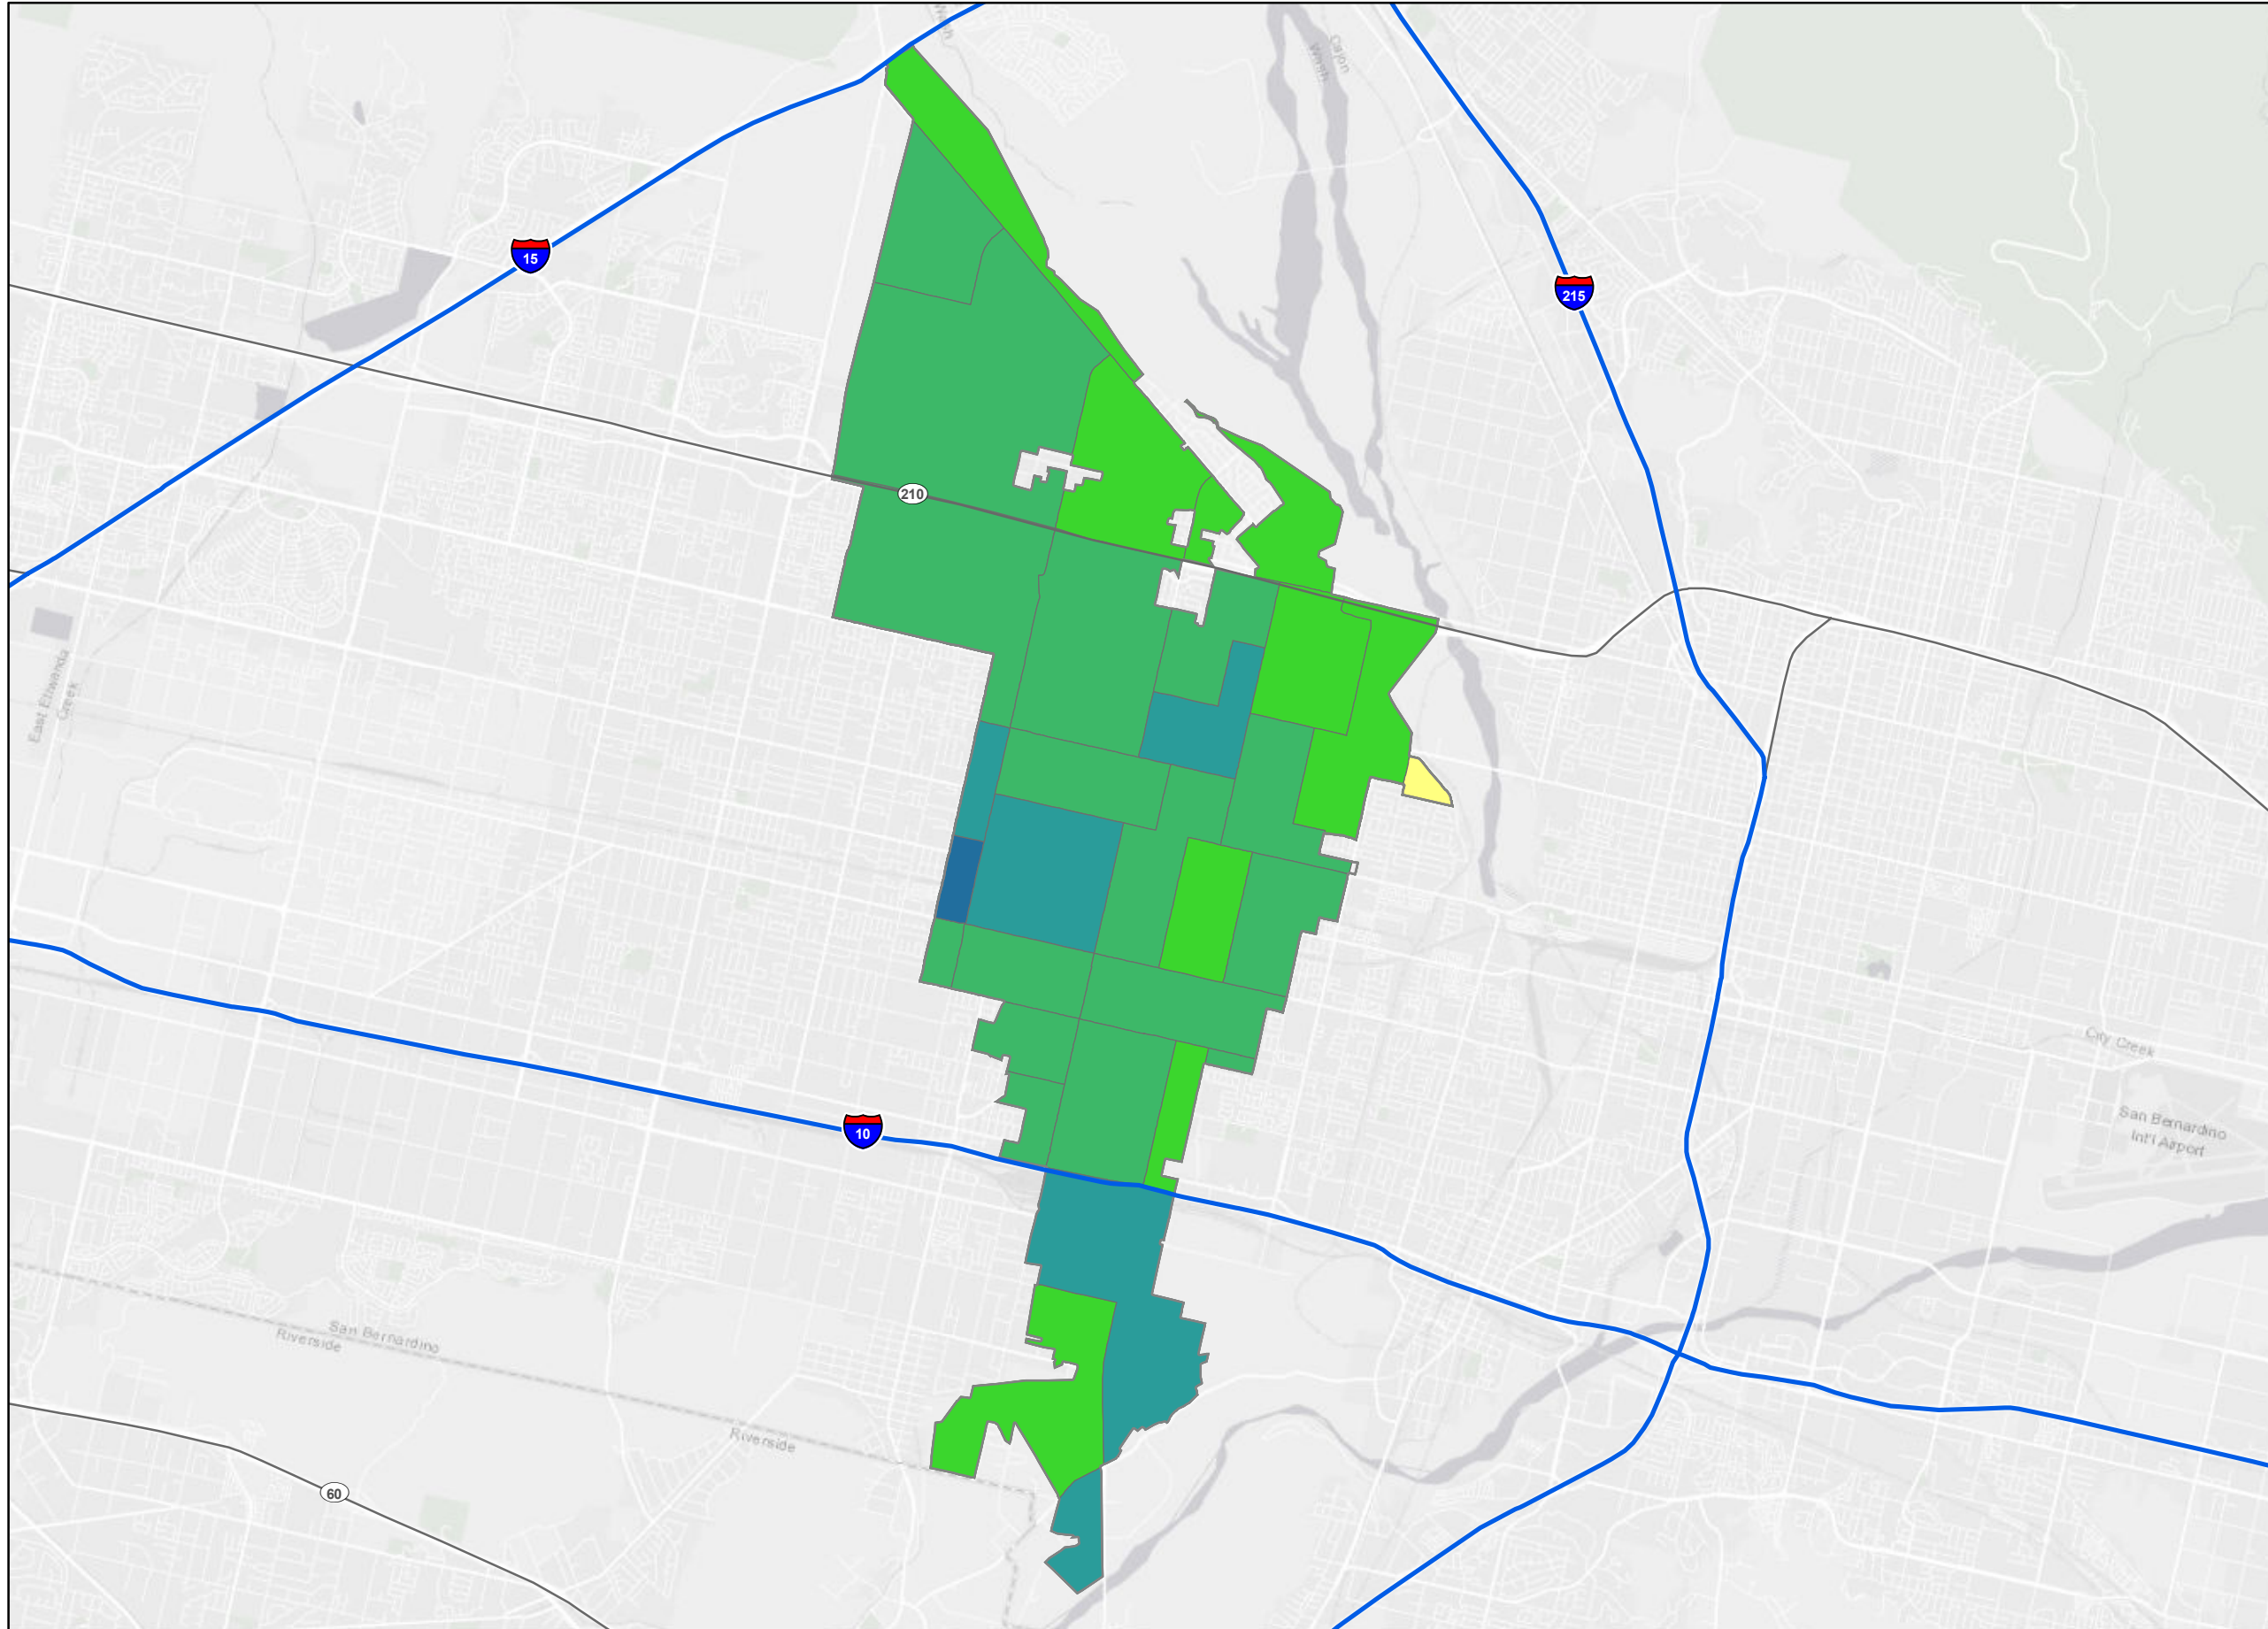 Wash
Cajon
Wash
15
215
210
East Etiwanda
Creek
City Creek
San Bernardino
Int'l Airport
10
San Bernardino
Riverside
Riverside
60